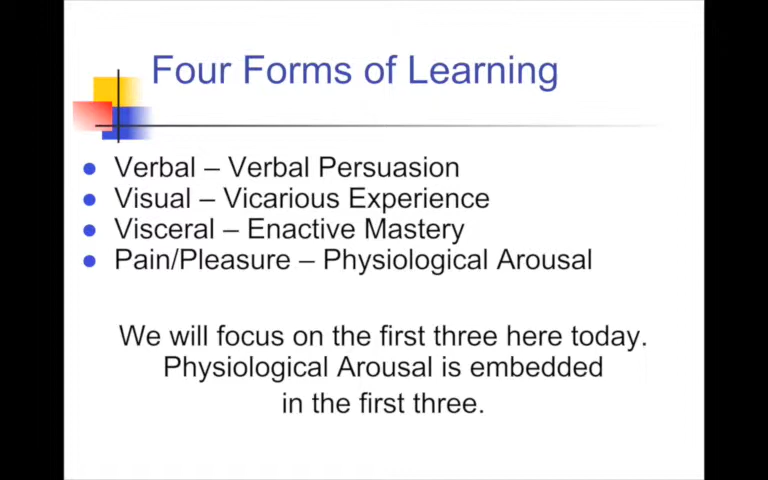 Four Forms of Learning
Verbal – Verbal Persuasion
Visual – Vicarious Experience
Visceral – Enactive Mastery
Pain/Pleasure – Physiological Arousal
We will focus on the first three here today.
Physiological Arousal is embedded
in the first three.